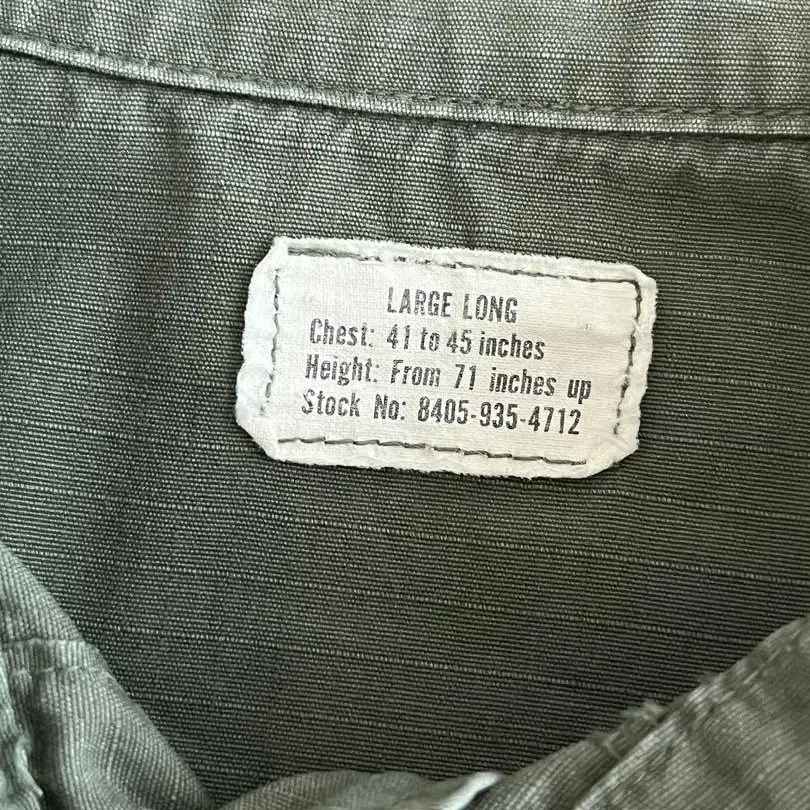 LARGE LONG
Chest: 41 to 45 inches
Height: From 71 inches up
Stock No: 8405-935-4712